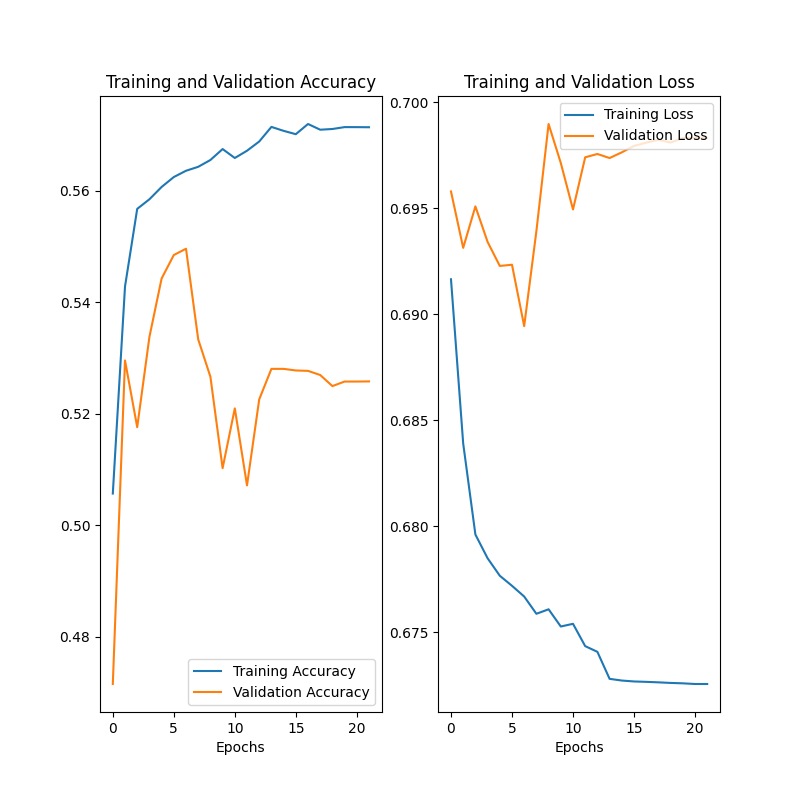 Training and Validation Accuracy
0.56
0.54
0.52
0.50
0.48
Training Accuracy
Validation Accuracy
0 5 10 15 20
Epochs
Training and Validation Loss
0.700
0.695
0.690
0.685
0.680
0.675
Training Loss
Validation Loss
0 5 10 15 20
Epochs